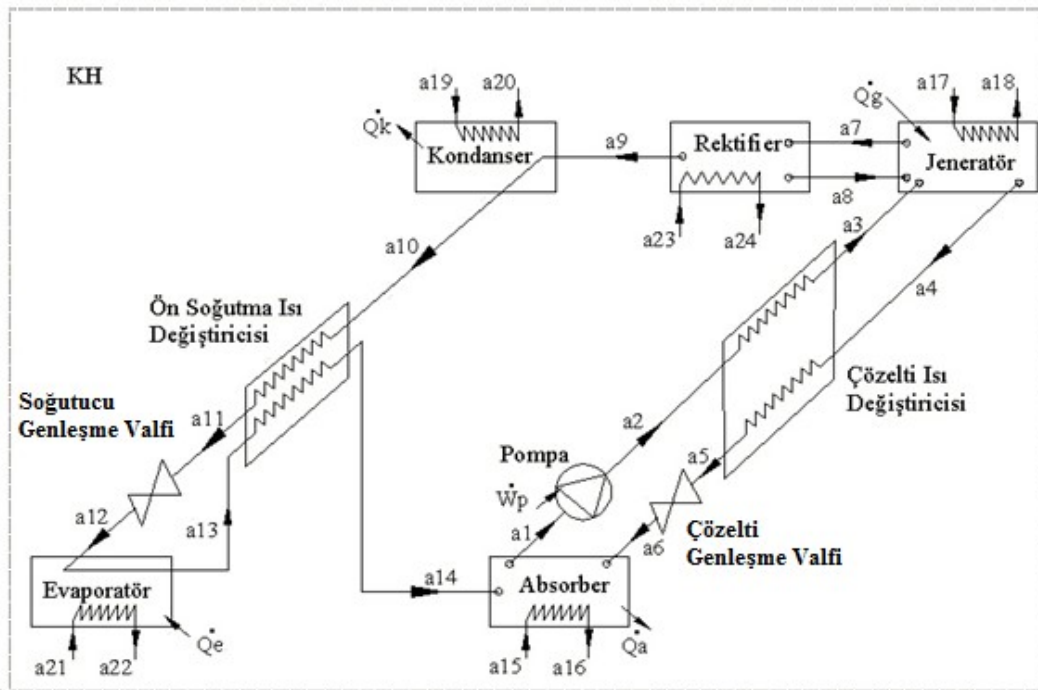 KH
a19
a20
Q̇k
Kondanser
a9
Rektifier
a23
a24
a7
a8
Q̇g
a17
a18
Jeneratör
a10
a3
a4
Ön Soğutma Isı
Değiştiricisi
Çözelti Isı
Değiştiricisi
Soğutucu
Genleşme Valfi
a11
a12
a13
a2
Pompa
Ẇp
a1
a5
a6
Çözelti
Genleşme Valfi
Evaporatör
a21
a22
Q̇e
a14
Absorber
a15
a16
Q̇a